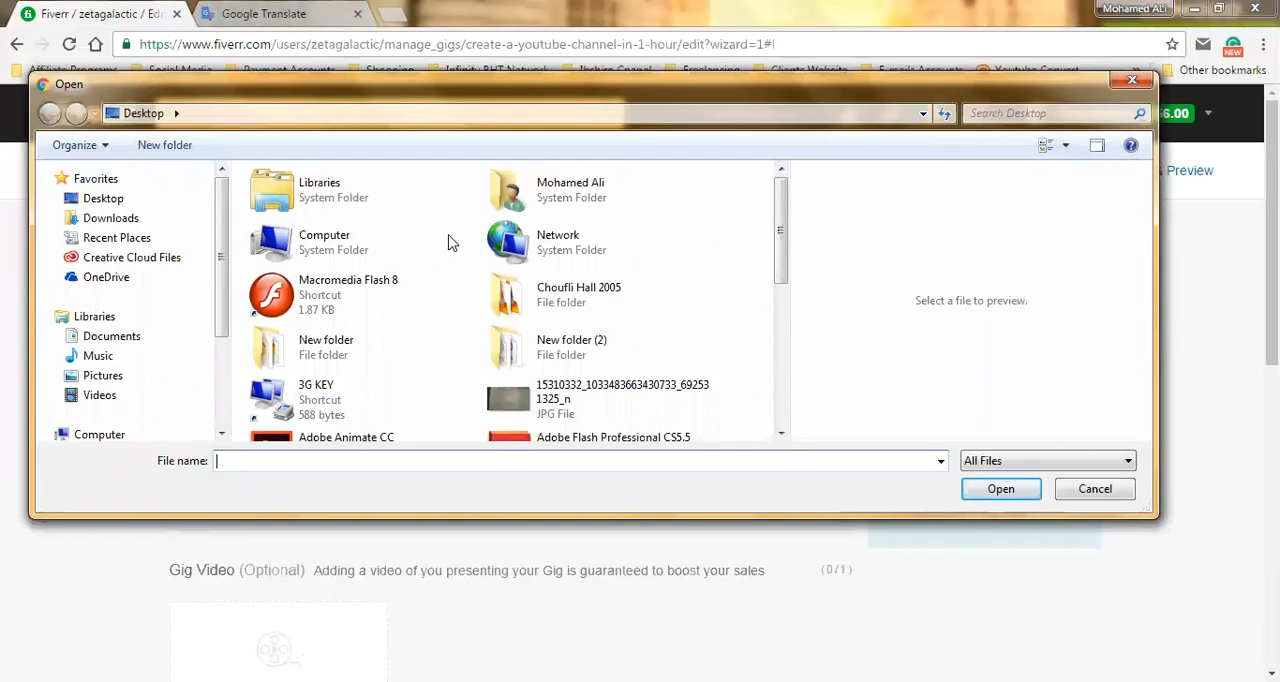 Fiverr / zetagalactic / Ed
Google Translate
Mohamed ALi
https://www.fiverr.com/users/zetagalactic/manage_gigs/create-a-youtube-channel-in-1-hour/edit?wizard=1#!
NEW
Other bookmarks
Open
Desktop
Search Desktop
6.00
Organize
New folder
Preview
Favorites
Desktop
Downloads
Recent Places
Creative Cloud Files
OneDrive
Libraries
Documents
Music
Pictures
Videos
Computer
Libraries
System Folder
Mohamed Ali
System Folder
Computer
System Folder
Network
System Folder
Macromedia Flash 8
Shortcut
1.87 KB
Choufli Hall 2005
File folder
New folder
File folder
New folder (2)
File folder
3G KEY
Shortcut
588 bytes
15310332_1033483663430733_69253
1325_n
JPG File
Adobe Animate CC
Adobe Flash Professional CS5.5
Select a file to preview.
File name:
All Files
Open
Cancel
Gig Video (Optional) Adding a video of you presenting your Gig is guaranteed to boost your sales (0/1)